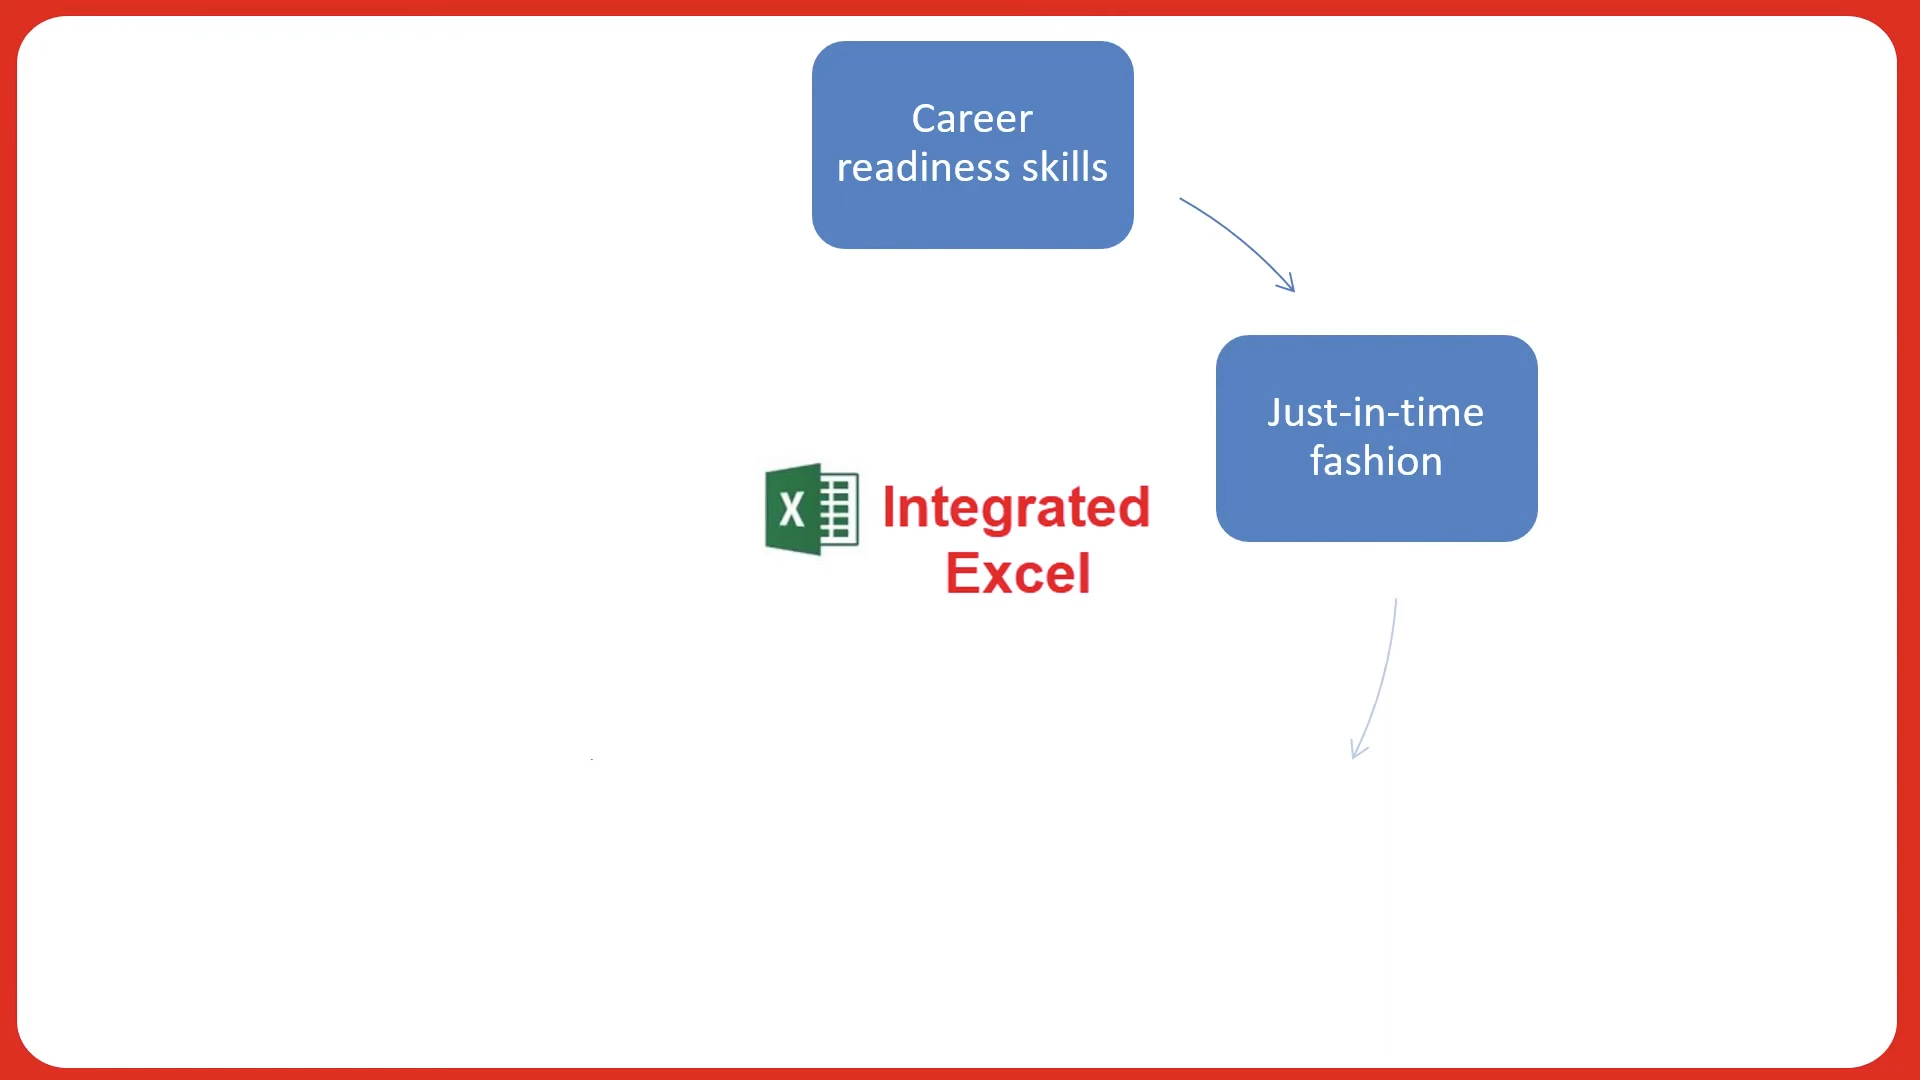 Career
readiness skills
Just-in-time
fashion
X
Integrated
Excel